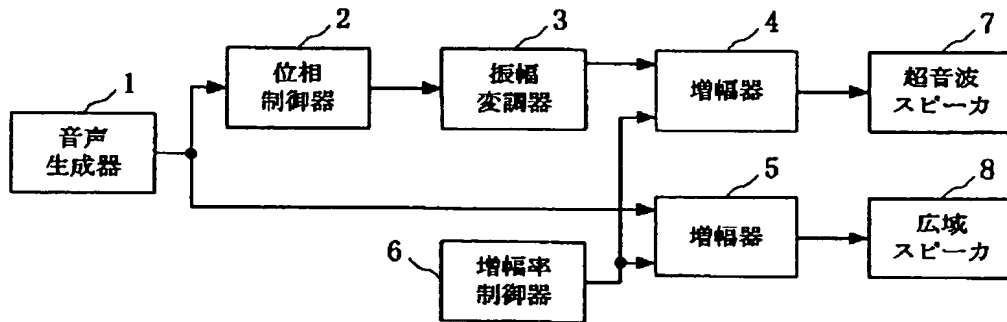 1
音声
生成器
2
位相
制御器
3
振幅
変調器
4
増幅器
7
超音波
スピーカ
5
増幅器
8
広域
スピーカ
6
増幅率
制御器